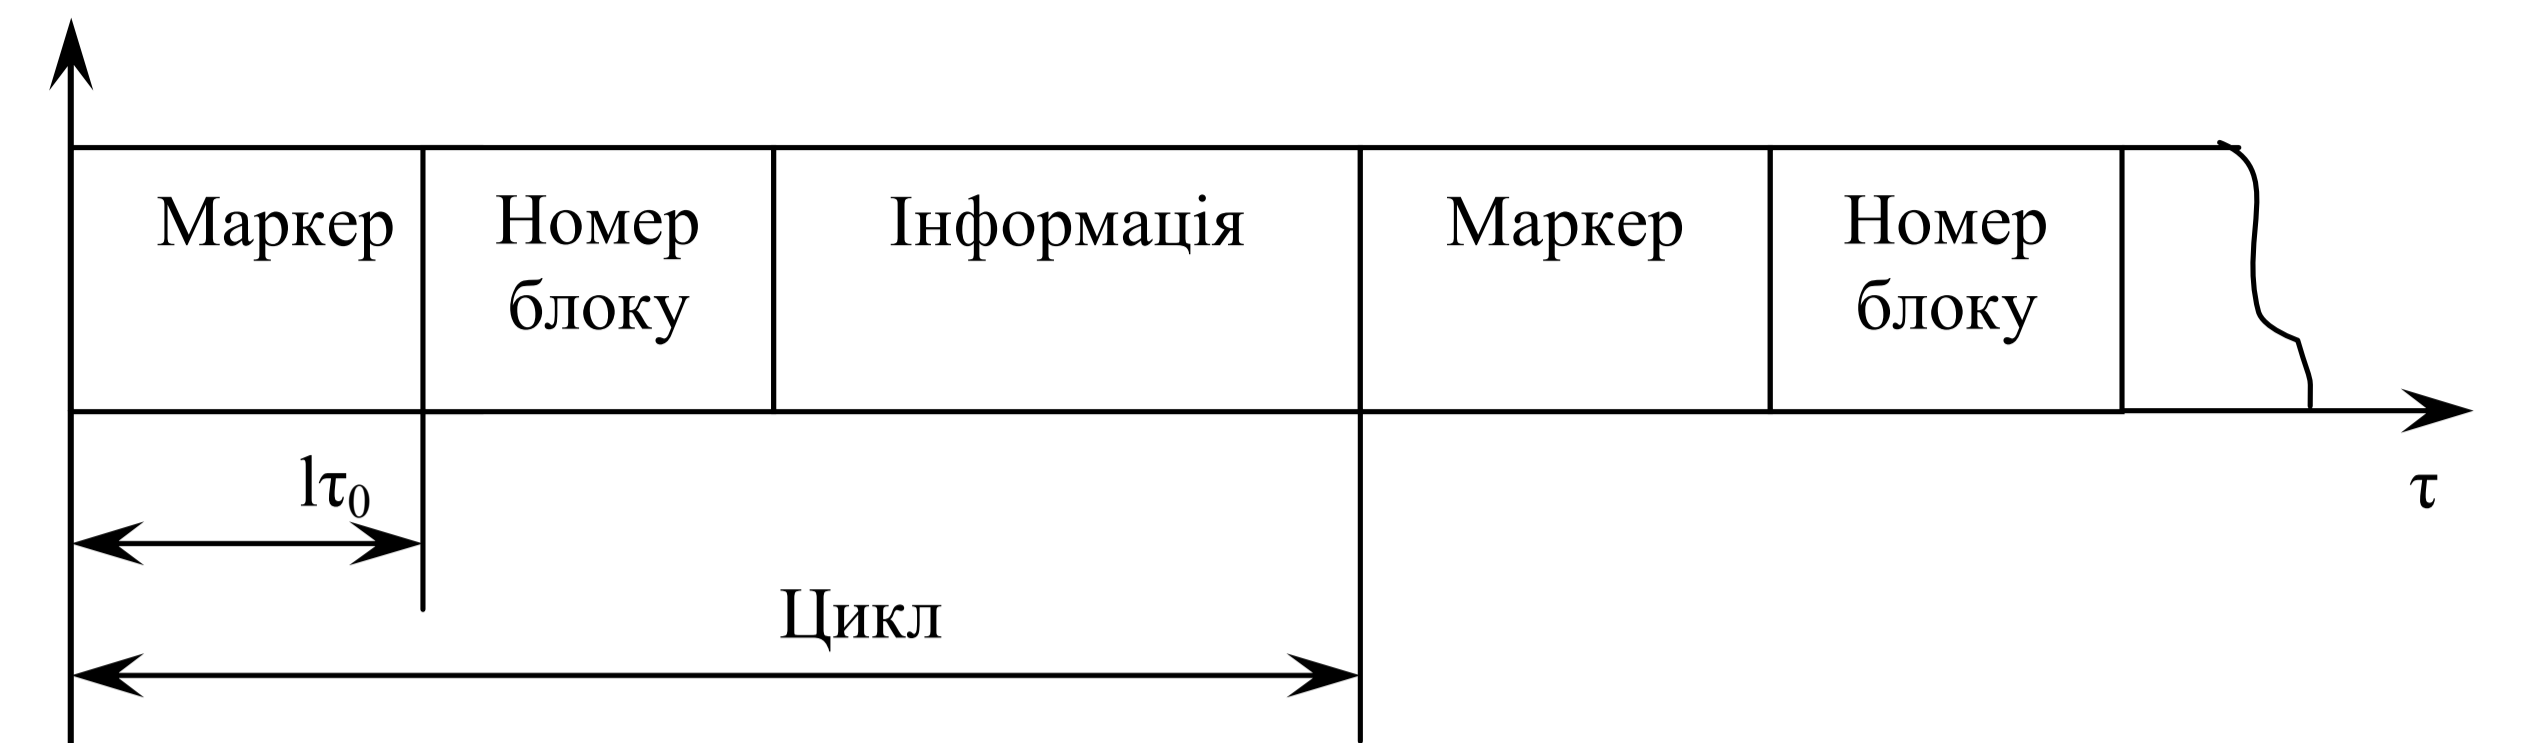 Маркер
Номер
блоку
Інформація
Маркер
Номер
блоку
lτ₀
τ
Цикл